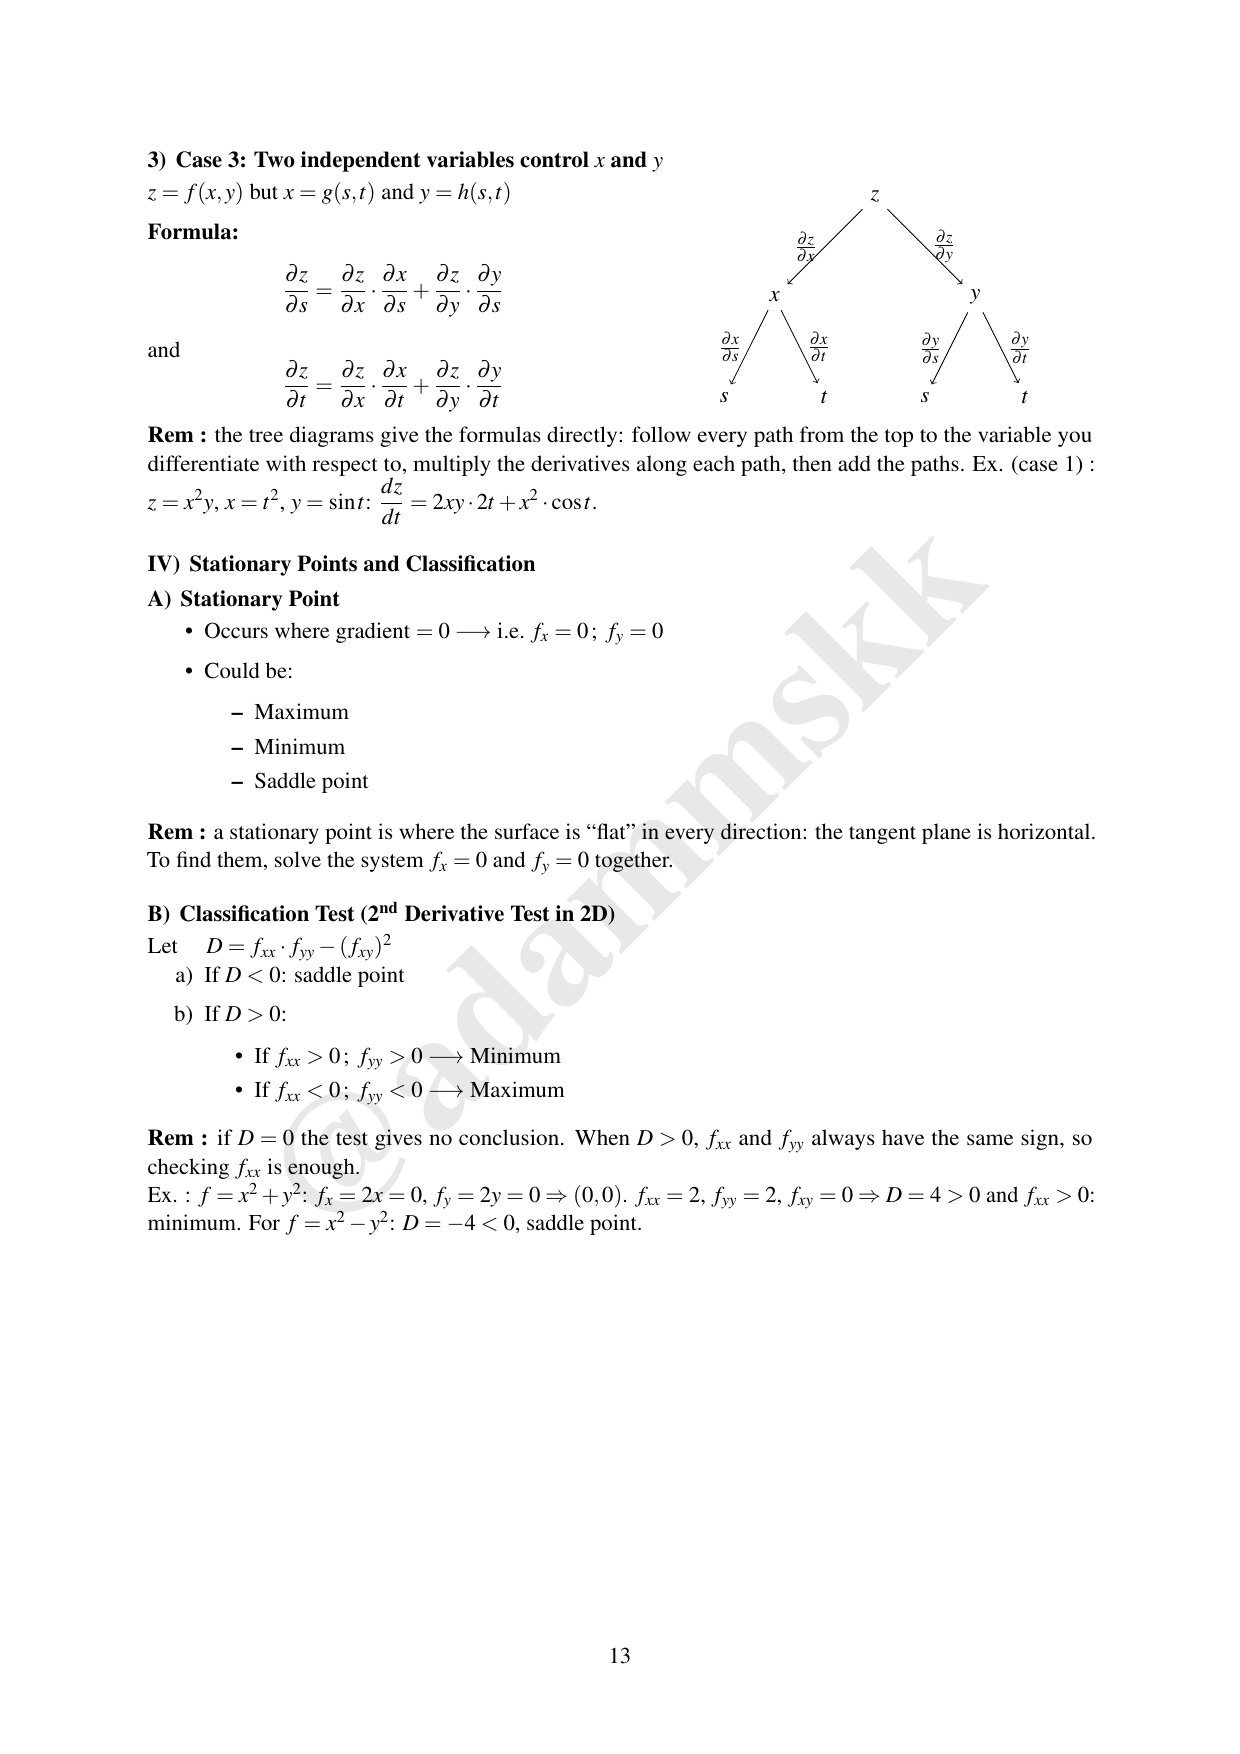 3) Case 3: Two independent variables control x and y
z = f(x,y) but x = g(s,t) and y = h(s,t)
Formula:
∂z/∂s = ∂z/∂x · ∂x/∂s + ∂z/∂y · ∂y/∂s
and
∂z/∂t = ∂z/∂x · ∂x/∂t + ∂z/∂y · ∂y/∂t
z
∂z/∂x ∂z/∂y
x y
∂x/∂s ∂x/∂t ∂y/∂s ∂y/∂t
s t s t
Rem : the tree diagrams give the formulas directly: follow every path from the top to the variable you
differentiate with respect to, multiply the derivatives along each path, then add the paths. Ex. (case 1) :
z = x²y, x = t², y = sin t: dz/dt = 2xy · 2t + x² · cos t.
IV) Stationary Points and Classification
A) Stationary Point
• Occurs where gradient = 0 ⟶ i.e. fₓ = 0; f_y = 0
• Could be:
– Maximum
– Minimum
– Saddle point
Rem : a stationary point is where the surface is “flat” in every direction: the tangent plane is horizontal.
To find them, solve the system fₓ = 0 and f_y = 0 together.
B) Classification Test (2nd Derivative Test in 2D)
Let D = f_xx · f_yy − (f_xy)²
a) If D < 0: saddle point
b) If D > 0:
• If f_xx > 0; f_yy > 0 ⟶ Minimum
• If f_xx < 0; f_yy < 0 ⟶ Maximum
Rem : if D = 0 the test gives no conclusion. When D > 0, f_xx and f_yy always have the same sign, so
checking f_xx is enough.
Ex. : f = x² + y²: fₓ = 2x = 0, f_y = 2y = 0 ⇒ (0,0). f_xx = 2, f_yy = 2, f_xy = 0 ⇒ D = 4 > 0 and f_xx > 0:
minimum. For f = x² − y²: D = −4 < 0, saddle point.
@adammskk
13